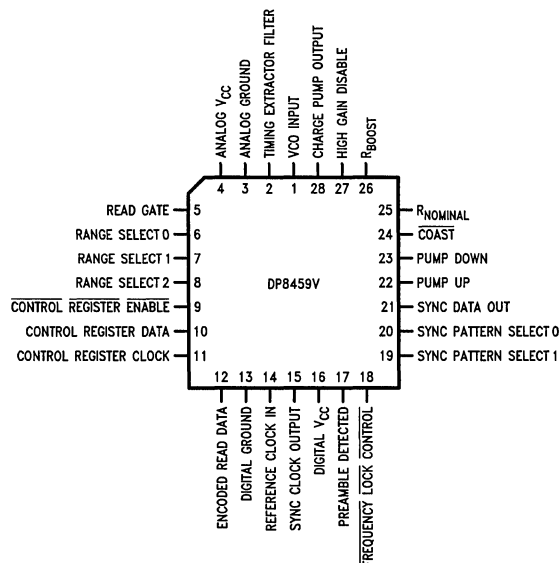 ANALOG VCC
ANALOG GROUND
TIMING EXTRACTOR FILTER
VCO INPUT
CHARGE PUMP OUTPUT
HIGH GAIN DISABLE
RBOOST
4 3 2 1 28 27 26
READ GATE 5
RANGE SELECT 0 6
RANGE SELECT 1 7
RANGE SELECT 2 8
CONTROL REGISTER ENABLE 9
CONTROL REGISTER DATA 10
CONTROL REGISTER CLOCK 11
DP8459V
25 RNOMINAL
24 COAST
23 PUMP DOWN
22 PUMP UP
21 SYNC DATA OUT
20 SYNC PATTERN SELECT 0
19 SYNC PATTERN SELECT 1
12 13 14 15 16 17 18
ENCODED READ DATA
DIGITAL GROUND
REFERENCE CLOCK IN
SYNC CLOCK OUTPUT
DIGITAL VCC
PREAMBLE DETECTED
FREQUENCY LOCK CONTROL